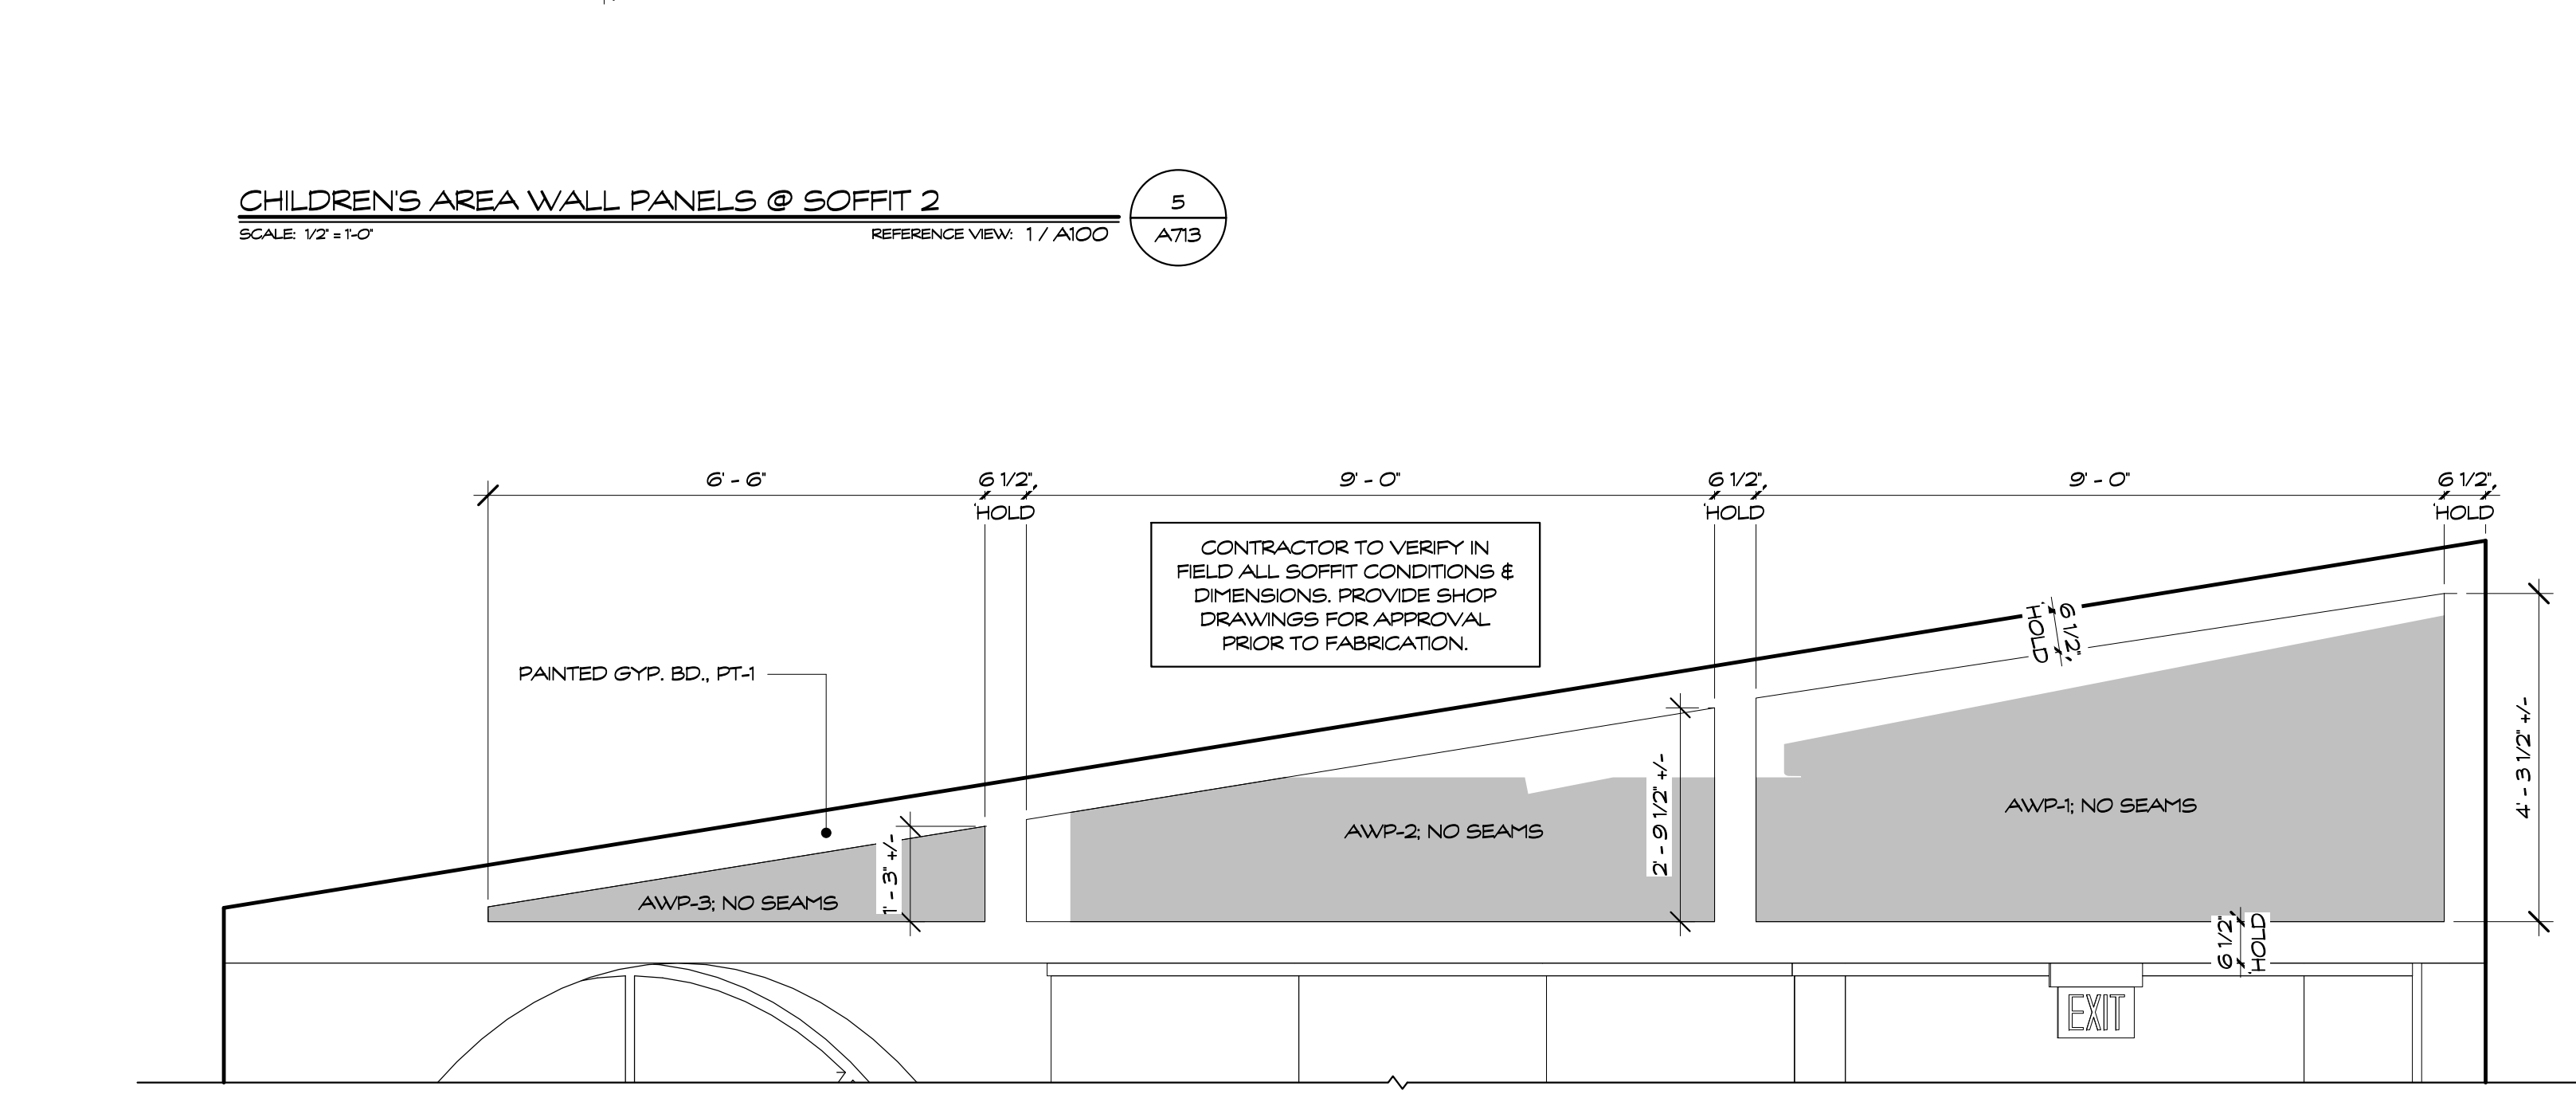 CHILDREN'S AREA WALL PANELS @ SOFFIT 2
SCALE: 1/2" = 1'-0"
REFERENCE VIEW: 1 / A100
5
A713
6' - 6"
6 1/2",
'HOLD'
9' - 0"
6 1/2",
'HOLD'
9' - 0"
6 1/2",
'HOLD'
CONTRACTOR TO VERIFY IN
FIELD ALL SOFFIT CONDITIONS &
DIMENSIONS. PROVIDE SHOP
DRAWINGS FOR APPROVAL
PRIOR TO FABRICATION.
6 1/2",
'HOLD'
PAINTED GYP. BD., PT-1
1' - 3" +/-
AWP-3; NO SEAMS
AWP-2; NO SEAMS
2' - 9 1/2" +/-
AWP-1; NO SEAMS
4' - 3 1/2" +/-
6 1/2",
'HOLD'
EXIT